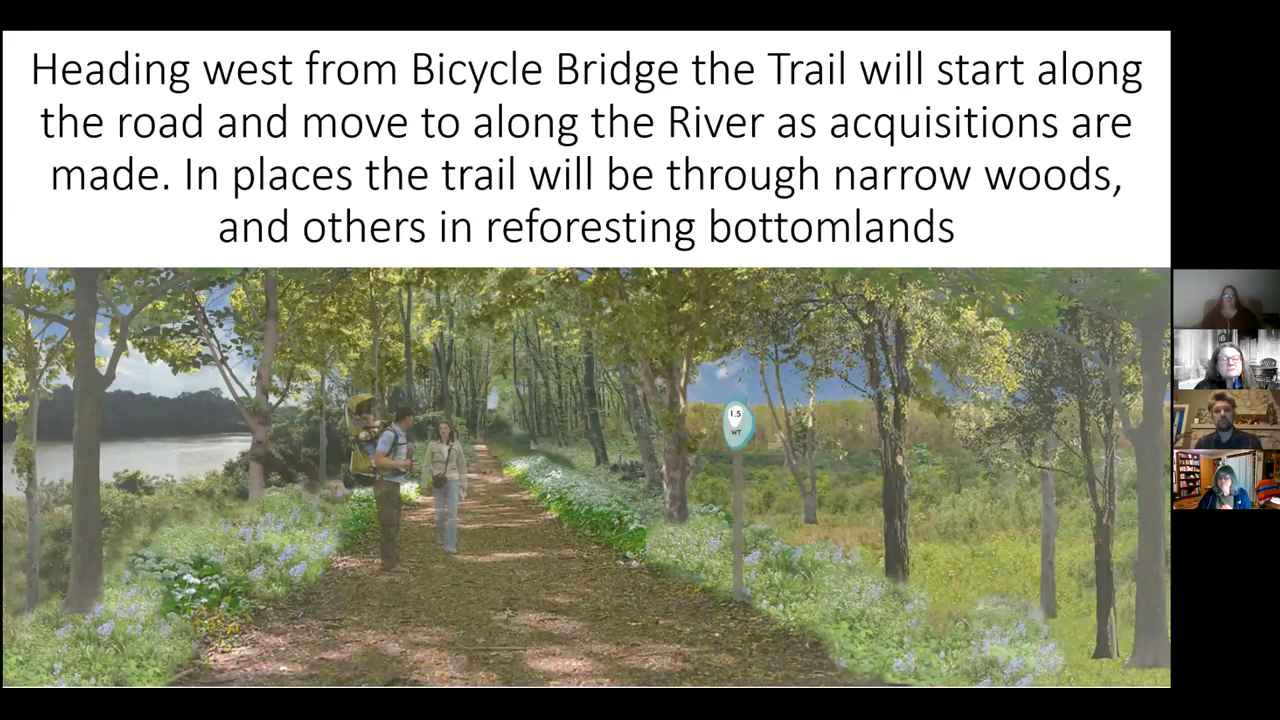 Heading west from Bicycle Bridge the Trail will start along
the road and move to along the River as acquisitions are
made. In places the trail will be through narrow woods,
and others in reforesting bottomlands
1.5
WT